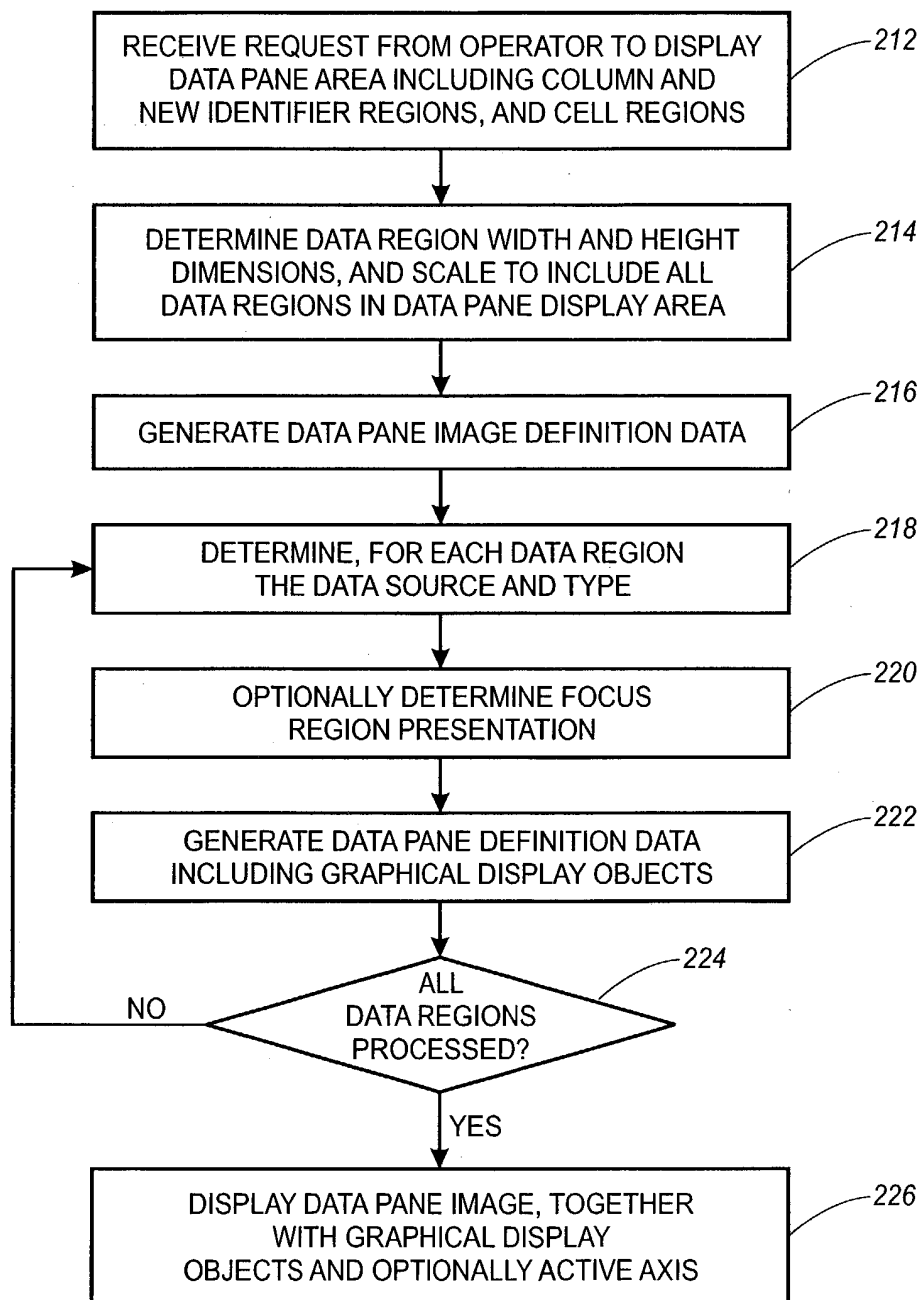 RECEIVE REQUEST FROM OPERATOR TO DISPLAY
DATA PANE AREA INCLUDING COLUMN AND
NEW IDENTIFIER REGIONS, AND CELL REGIONS
212
DETERMINE DATA REGION WIDTH AND HEIGHT
DIMENSIONS, AND SCALE TO INCLUDE ALL
DATA REGIONS IN DATA PANE DISPLAY AREA
214
GENERATE DATA PANE IMAGE DEFINITION DATA
216
DETERMINE, FOR EACH DATA REGION
THE DATA SOURCE AND TYPE
218
OPTIONALLY DETERMINE FOCUS
REGION PRESENTATION
220
GENERATE DATA PANE DEFINITION DATA
INCLUDING GRAPHICAL DISPLAY OBJECTS
222
ALL
DATA REGIONS
PROCESSED?
224
NO
YES
DISPLAY DATA PANE IMAGE, TOGETHER
WITH GRAPHICAL DISPLAY
OBJECTS AND OPTIONALLY ACTIVE AXIS
226